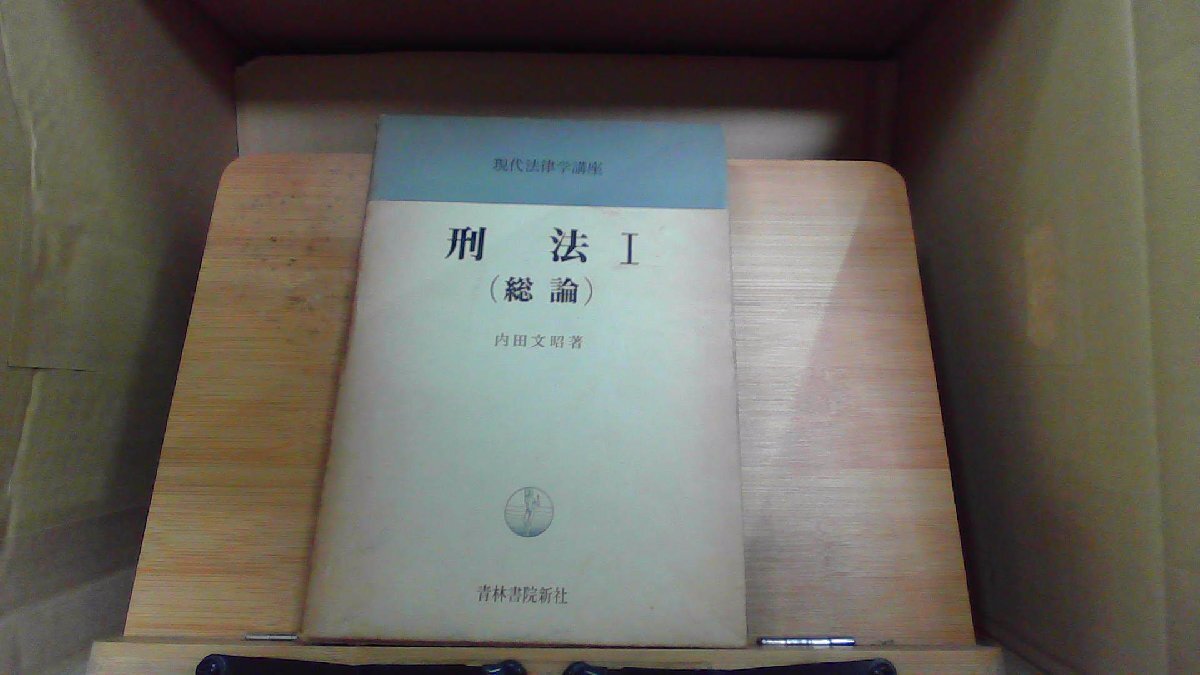 現代法律学講座
刑 法 I
(総 論)
内田文昭著
青林書院新社